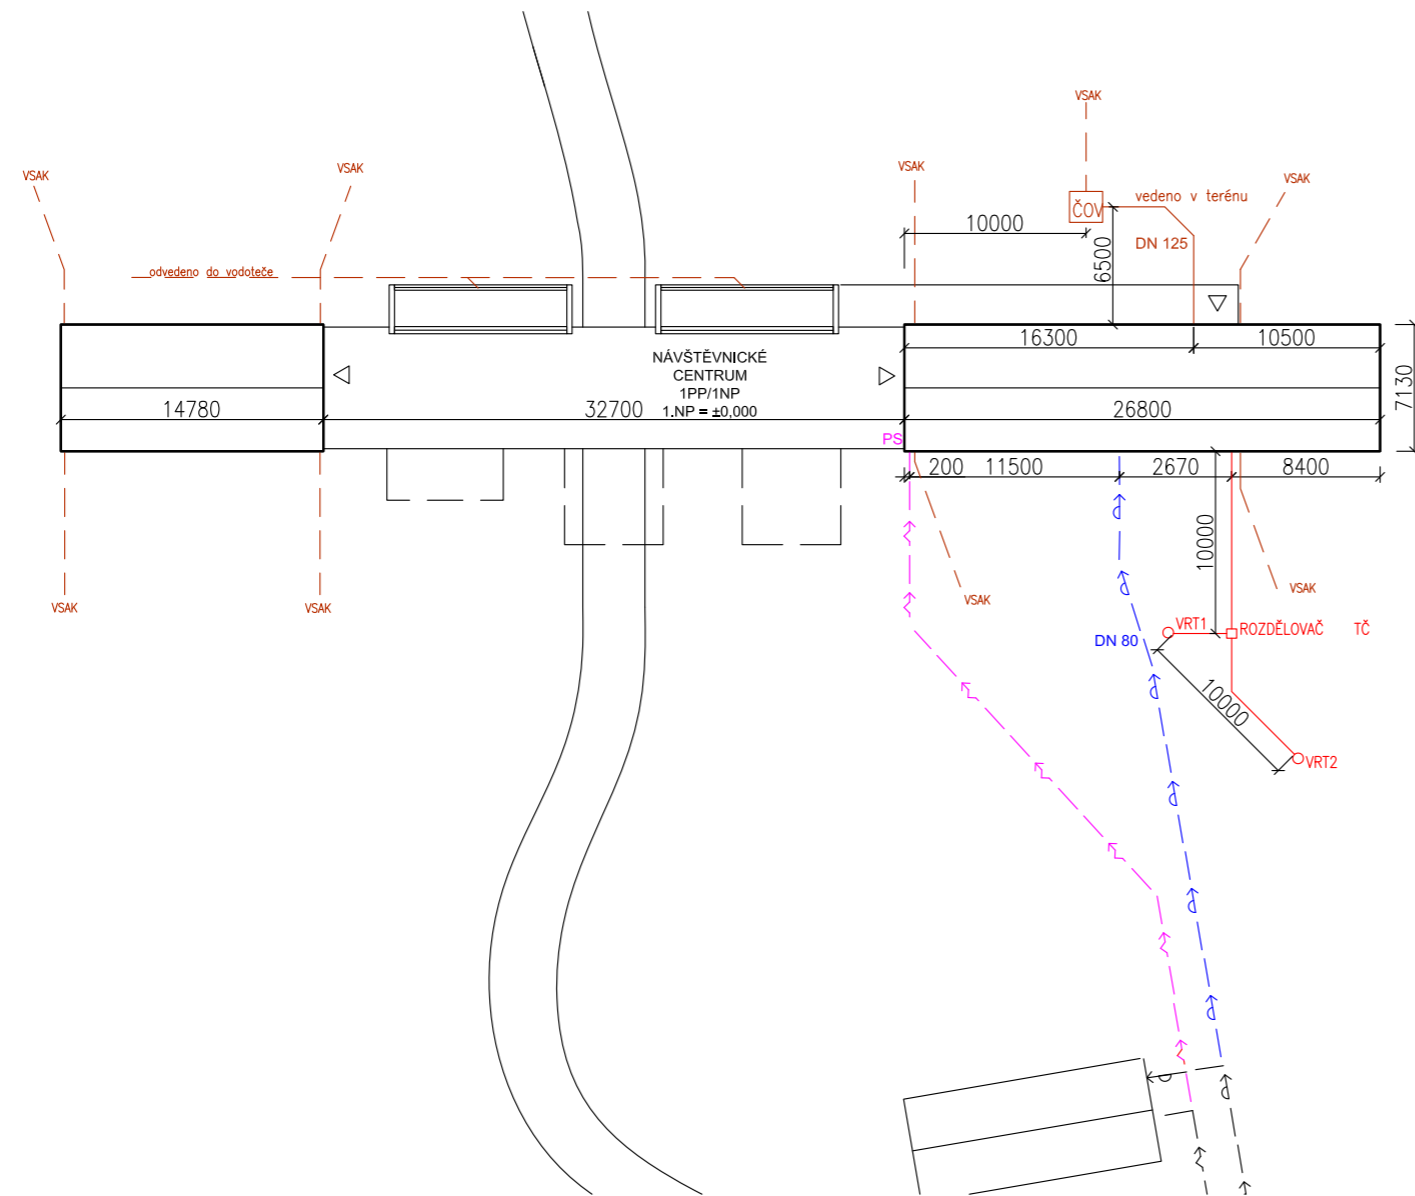 VSAK
VSAK
VSAK
VSAK
VSAK
ČOV
vedeno v terénu
10000
DN 125
6500
odvedeno do vodoteče
16300
10500
NÁVŠTĚVNICKÉ
CENTRUM
1PP/1NP
1.NP = ±0,000
7130
14780
32700
26800
PS
200
11500
2670
8400
10000
VSAK
VSAK
VSAK
VSAK
VRT1
ROZDĚLOVAČ TČ
DN 80
10000
VRT2